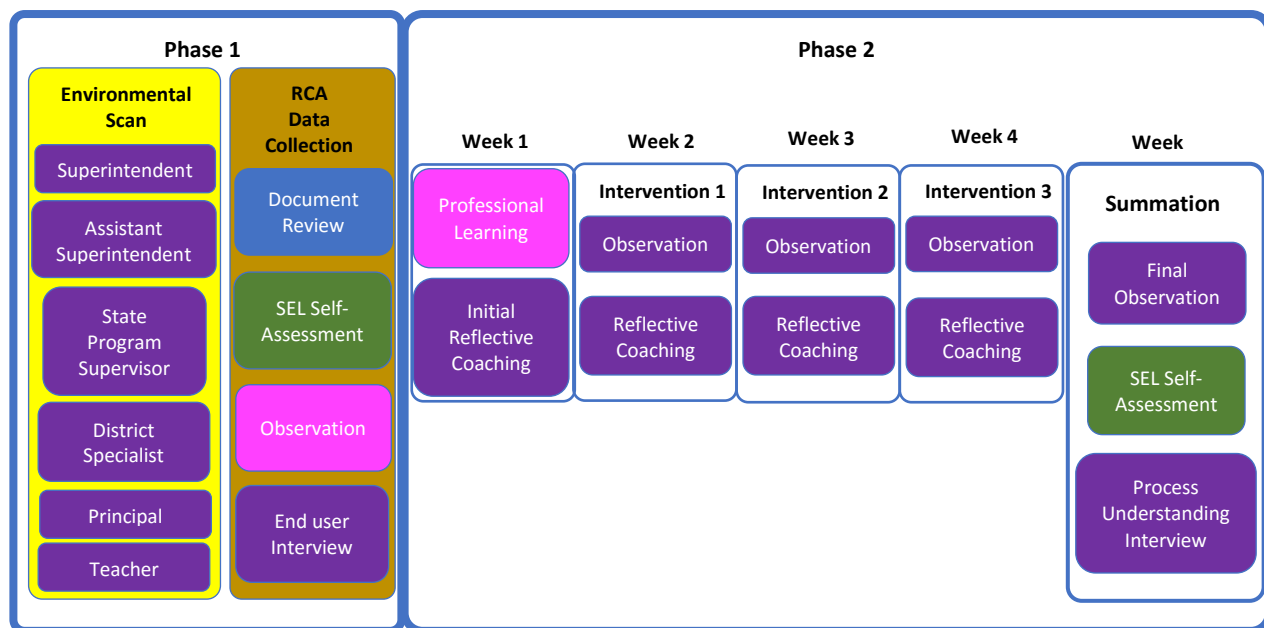 Phase 1
Environmental
Scan
Superintendent
Assistant
Superintendent
State
Program
Supervisor
District
Specialist
Principal
Teacher
RCA
Data
Collection
Document
Review
SEL Self-
Assessment
Observation
End user
Interview
Phase 2
Week 1
Professional
Learning
Initial
Reflective
Coaching
Week 2
Intervention 1
Observation
Reflective
Coaching
Week 3
Intervention 2
Observation
Reflective
Coaching
Week 4
Intervention 3
Observation
Reflective
Coaching
Week
Summation
Final
Observation
SEL Self-
Assessment
Process
Understanding
Interview